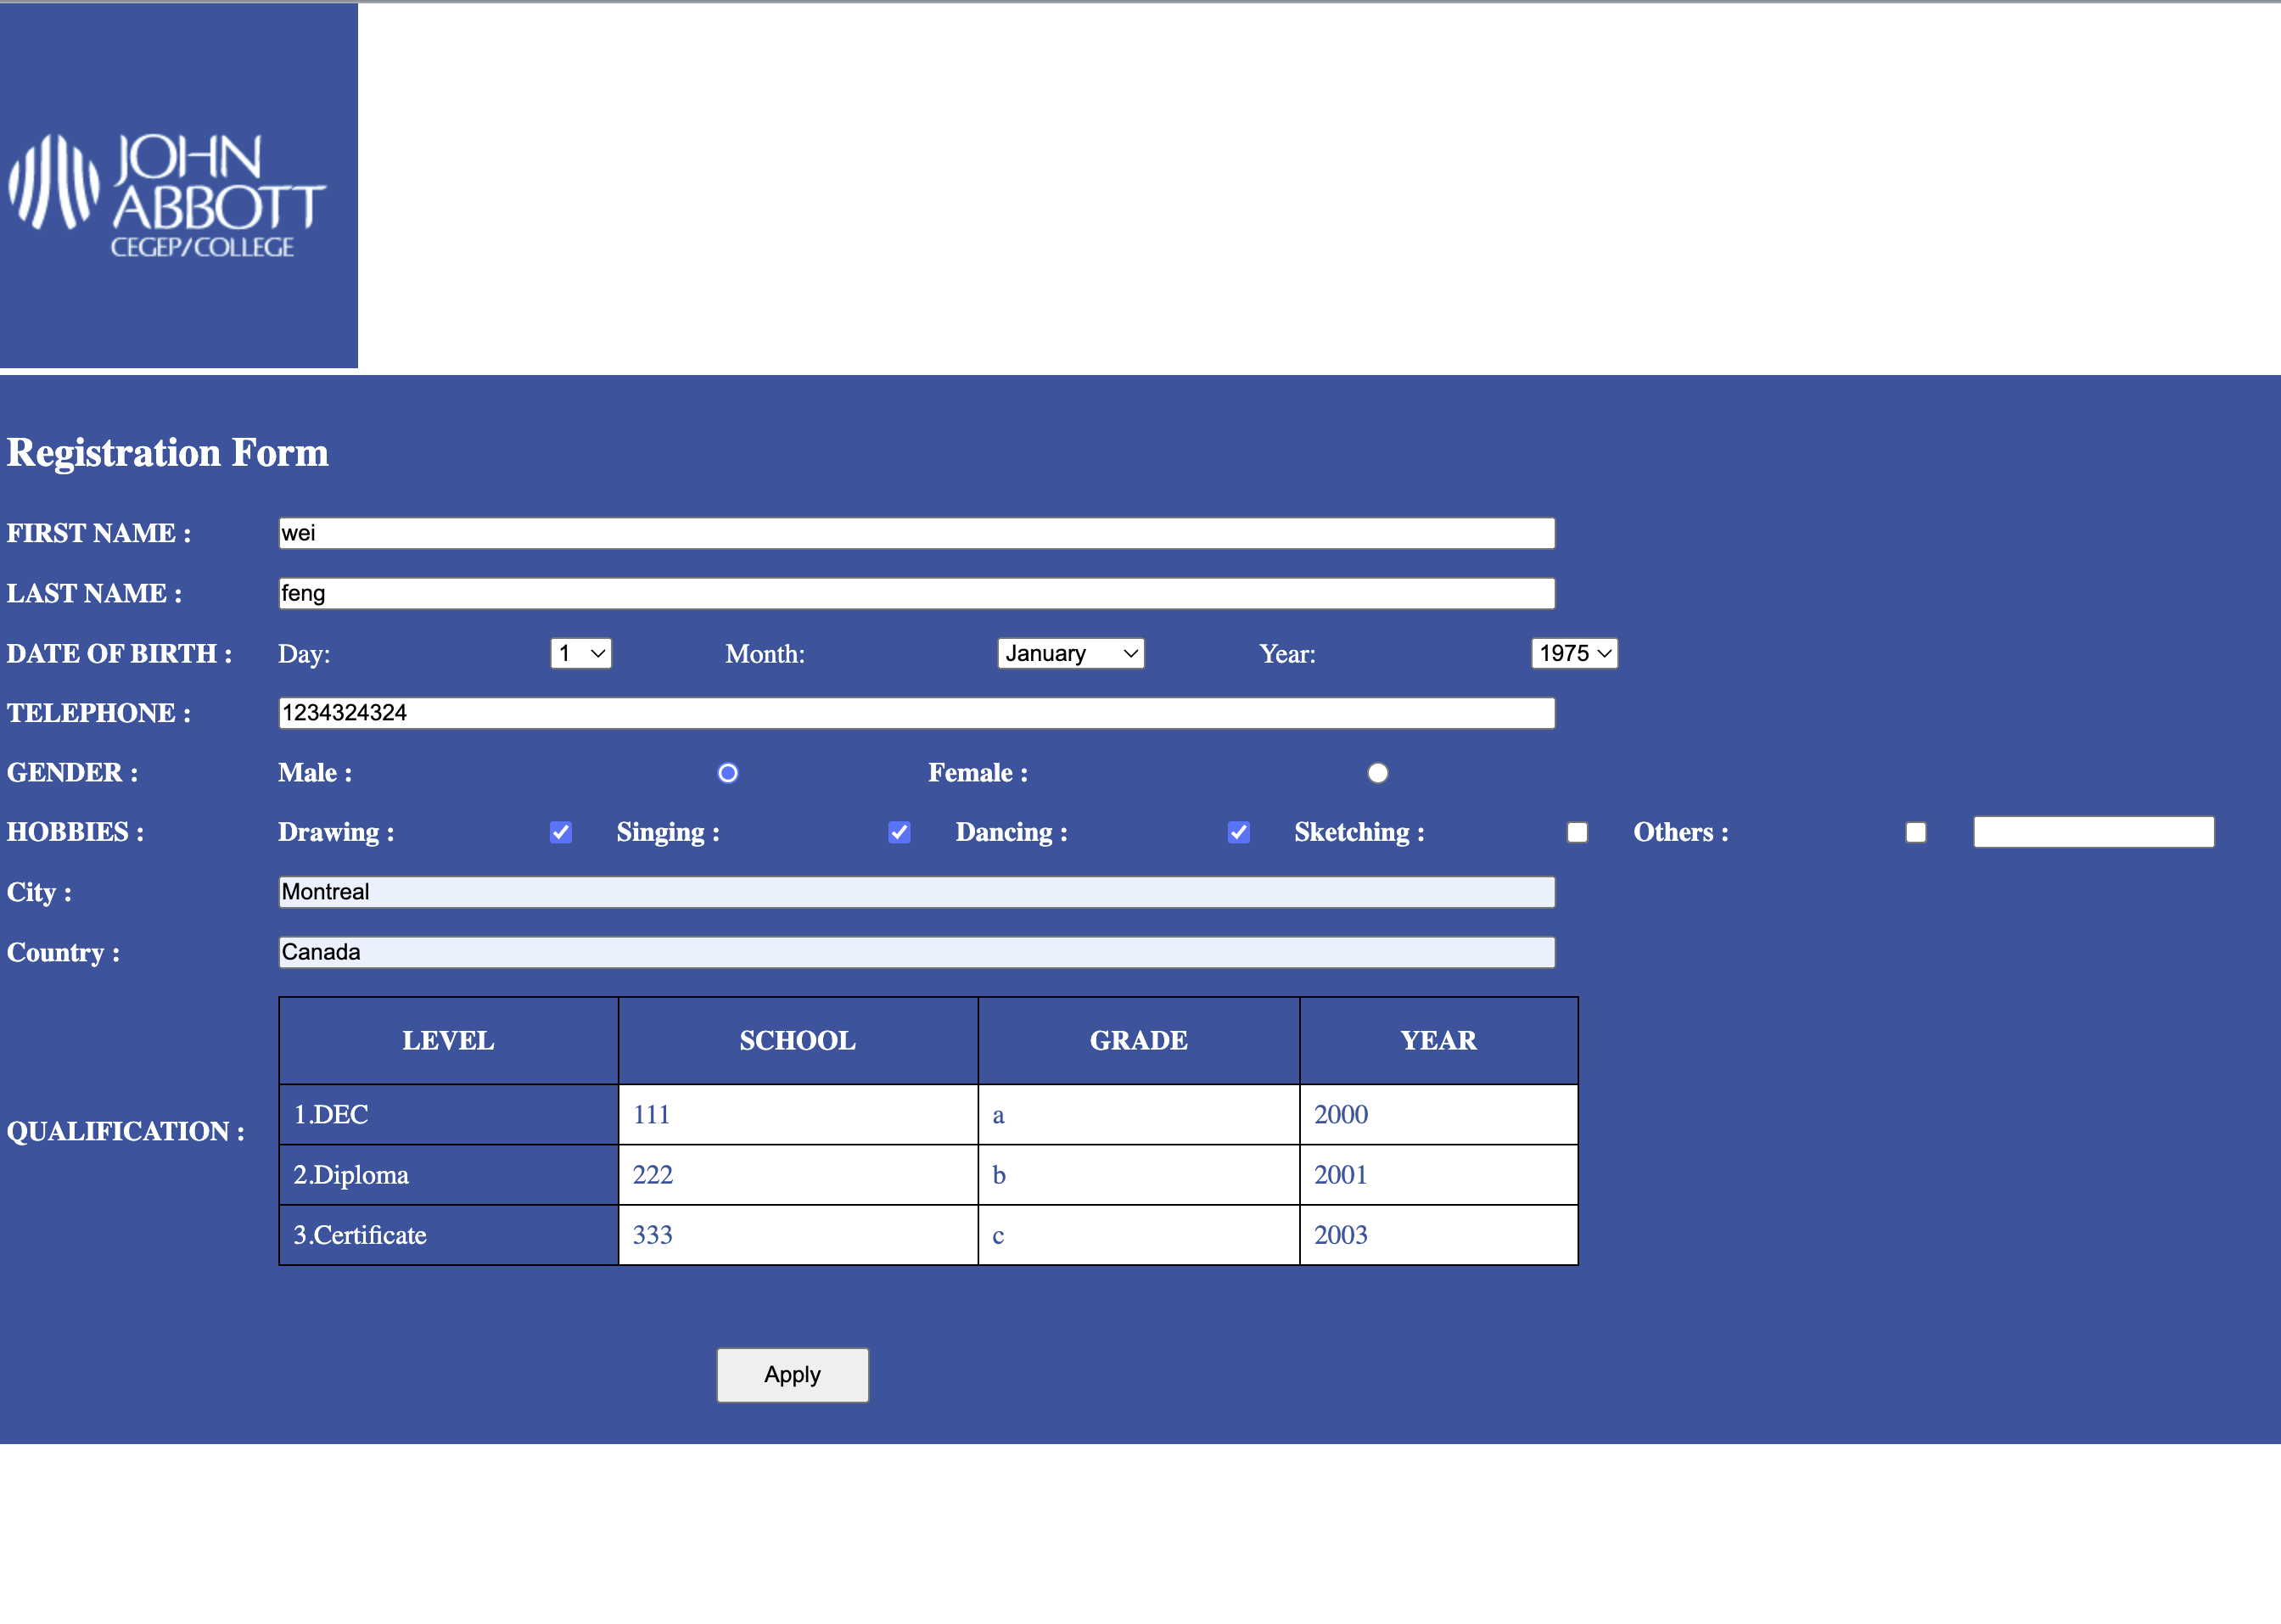 JOHN
ABBOTT
CEGEP/COLLEGE
Registration Form
FIRST NAME : wei
LAST NAME : feng
DATE OF BIRTH : Day: 1 Month: January Year: 1975
TELEPHONE : 1234324324
GENDER : Male : Female :
HOBBIES : Drawing : Singing : Dancing : Sketching : Others :
City : Montreal
Country : Canada
QUALIFICATION :
LEVEL SCHOOL GRADE YEAR
1.DEC 111 a 2000
2.Diploma 222 b 2001
3.Certificate 333 c 2003
Apply